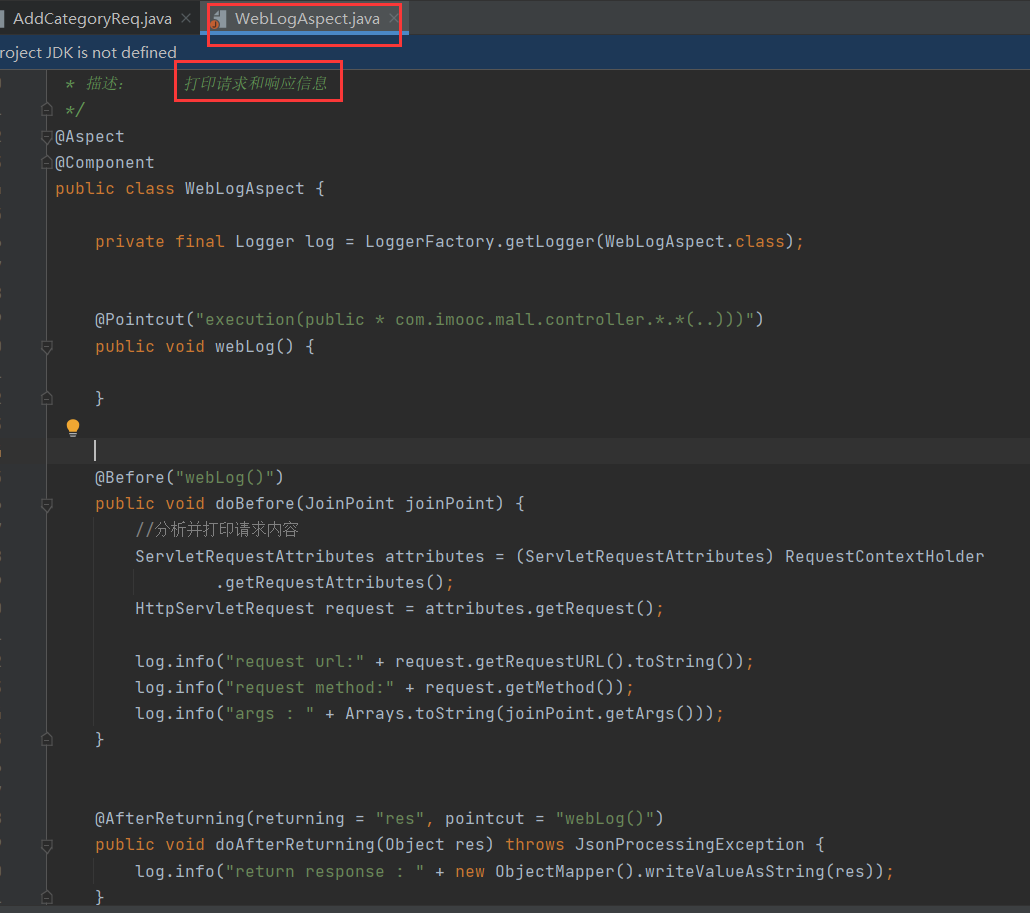 AddCategoryReq.java × WebLogAspect.java ×
roject JDK is not defined
* 描述: 打印请求和响应信息
*/
@Aspect
@Component
public class WebLogAspect {
private final Logger log = LoggerFactory.getLogger(WebLogAspect.class);
@Pointcut("execution(public * com.imooc.mall.controller.*.*(..)))")
public void webLog() {
}
@Before("webLog()")
public void doBefore(JoinPoint joinPoint) {
//分析并打印请求内容
ServletRequestAttributes attributes = (ServletRequestAttributes) RequestContextHolder
.getRequestAttributes();
HttpServletRequest request = attributes.getRequest();
log.info("request url:" + request.getRequestURL().toString());
log.info("request method:" + request.getMethod());
log.info("args : " + Arrays.toString(joinPoint.getArgs()));
}
@AfterReturning(returning = "res", pointcut = "webLog()")
public void doAfterReturning(Object res) throws JsonProcessingException {
log.info("return response : " + new ObjectMapper().writeValueAsString(res));
}